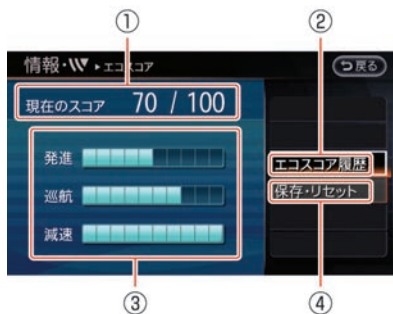 ① ②
情報・ ▸エコスコア 戻る
現在のスコア 70 / 100
発進 エコスコア履歴
巡航 保存・リセット
減速
③ ④